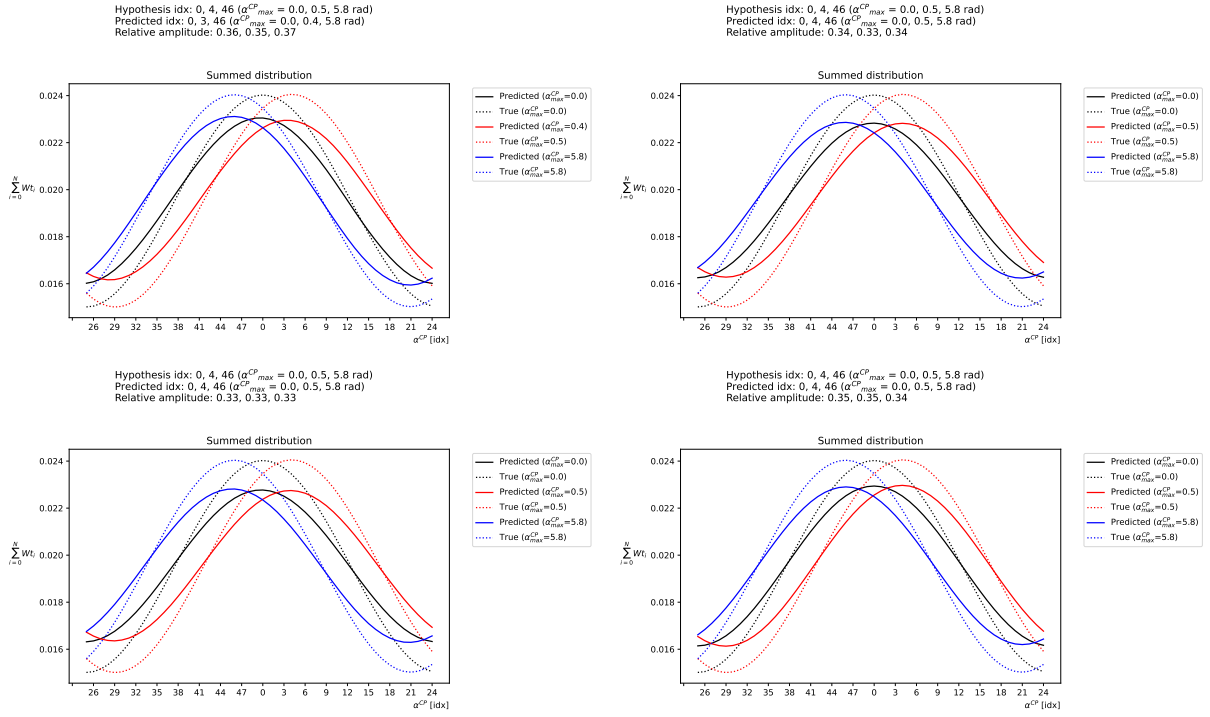 Hypothesis idx: 0, 4, 46 (α^CP_max = 0.0, 0.5, 5.8 rad)
Predicted idx: 0, 3, 46 (α^CP_max = 0.0, 0.4, 5.8 rad)
Relative amplitude: 0.36, 0.35, 0.37
Summed distribution
0.024
0.022
0.020
0.018
0.016
∑_{i=0}^{N} Wt_i
26 29 32 35 38 41 44 47 0 3 6 9 12 15 18 21 24
α^CP [idx]
Predicted (α^CP_max=0.0)
True (α^CP_max=0.0)
Predicted (α^CP_max=0.4)
True (α^CP_max=0.5)
Predicted (α^CP_max=5.8)
True (α^CP_max=5.8)
Hypothesis idx: 0, 4, 46 (α^CP_max = 0.0, 0.5, 5.8 rad)
Predicted idx: 0, 4, 46 (α^CP_max = 0.0, 0.5, 5.8 rad)
Relative amplitude: 0.34, 0.33, 0.34
Summed distribution
0.024
0.022
0.020
0.018
0.016
∑_{i=0}^{N} Wt_i
26 29 32 35 38 41 44 47 0 3 6 9 12 15 18 21 24
α^CP [idx]
Predicted (α^CP_max=0.0)
True (α^CP_max=0.0)
Predicted (α^CP_max=0.5)
True (α^CP_max=0.5)
Predicted (α^CP_max=5.8)
True (α^CP_max=5.8)
Hypothesis idx: 0, 4, 46 (α^CP_max = 0.0, 0.5, 5.8 rad)
Predicted idx: 0, 4, 46 (α^CP_max = 0.0, 0.5, 5.8 rad)
Relative amplitude: 0.33, 0.33, 0.33
Summed distribution
0.024
0.022
0.020
0.018
0.016
∑_{i=0}^{N} Wt_i
26 29 32 35 38 41 44 47 0 3 6 9 12 15 18 21 24
α^CP [idx]
Predicted (α^CP_max=0.0)
True (α^CP_max=0.0)
Predicted (α^CP_max=0.5)
True (α^CP_max=0.5)
Predicted (α^CP_max=5.8)
True (α^CP_max=5.8)
Hypothesis idx: 0, 4, 46 (α^CP_max = 0.0, 0.5, 5.8 rad)
Predicted idx: 0, 4, 46 (α^CP_max = 0.0, 0.5, 5.8 rad)
Relative amplitude: 0.35, 0.35, 0.34
Summed distribution
0.024
0.022
0.020
0.018
0.016
∑_{i=0}^{N} Wt_i
26 29 32 35 38 41 44 47 0 3 6 9 12 15 18 21 24
α^CP [idx]
Predicted (α^CP_max=0.0)
True (α^CP_max=0.0)
Predicted (α^CP_max=0.5)
True (α^CP_max=0.5)
Predicted (α^CP_max=5.8)
True (α^CP_max=5.8)